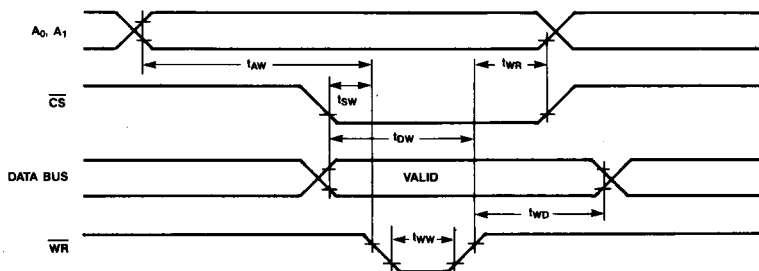 A0, A1
tAW
tWR
CS
tSW
tDW
DATA BUS
VALID
tWD
WR
tWW